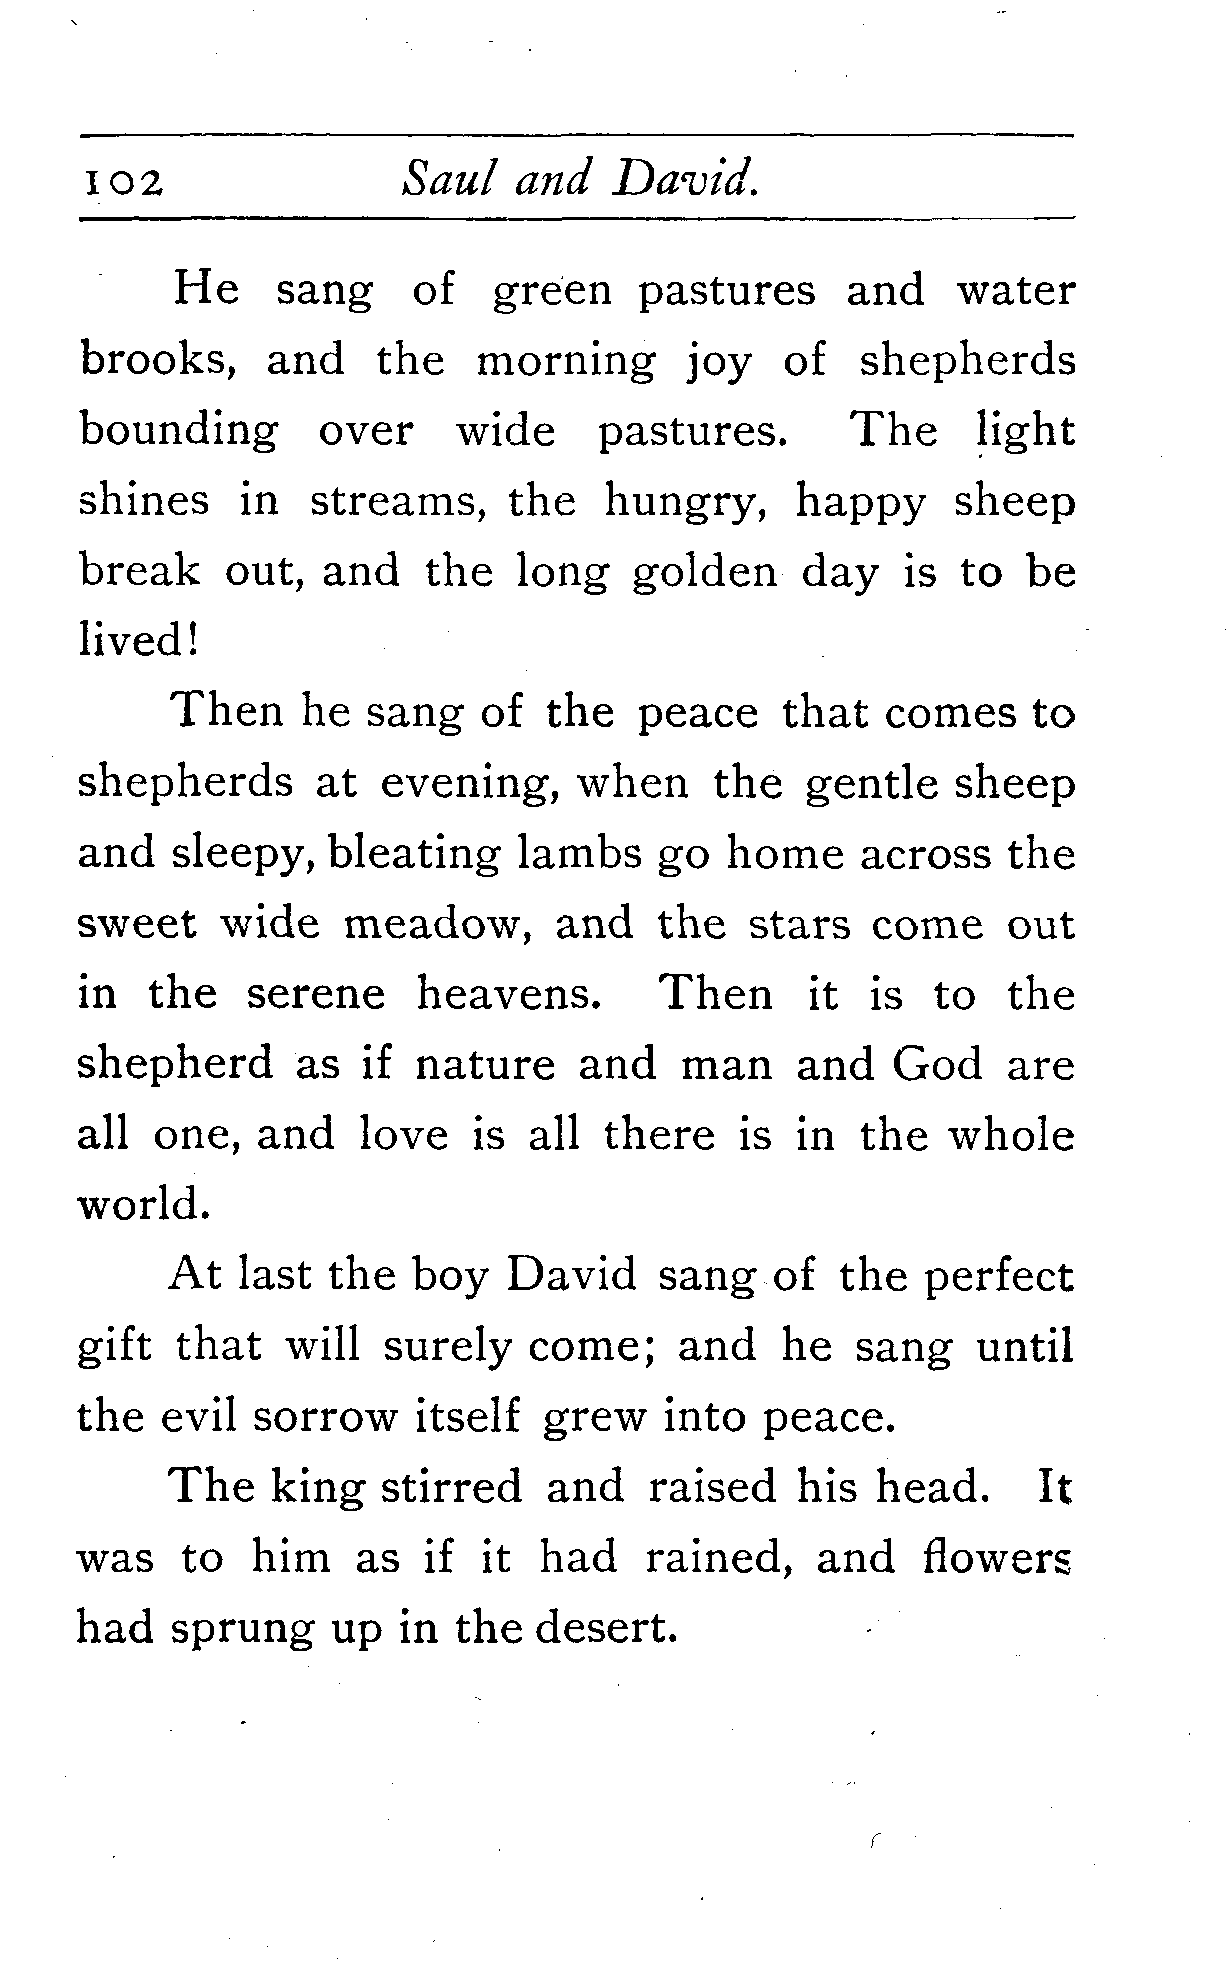 102 Saul and David.
He sang of green pastures and water
brooks, and the morning joy of shepherds
bounding over wide pastures. The light
shines in streams, the hungry, happy sheep
break out, and the long golden day is to be
lived!
Then he sang of the peace that comes to
shepherds at evening, when the gentle sheep
and sleepy, bleating lambs go home across the
sweet wide meadow, and the stars come out
in the serene heavens. Then it is to the
shepherd as if nature and man and God are
all one, and love is all there is in the whole
world.
At last the boy David sang of the perfect
gift that will surely come; and he sang until
the evil sorrow itself grew into peace.
The king stirred and raised his head. It
was to him as if it had rained, and flowers
had sprung up in the desert.